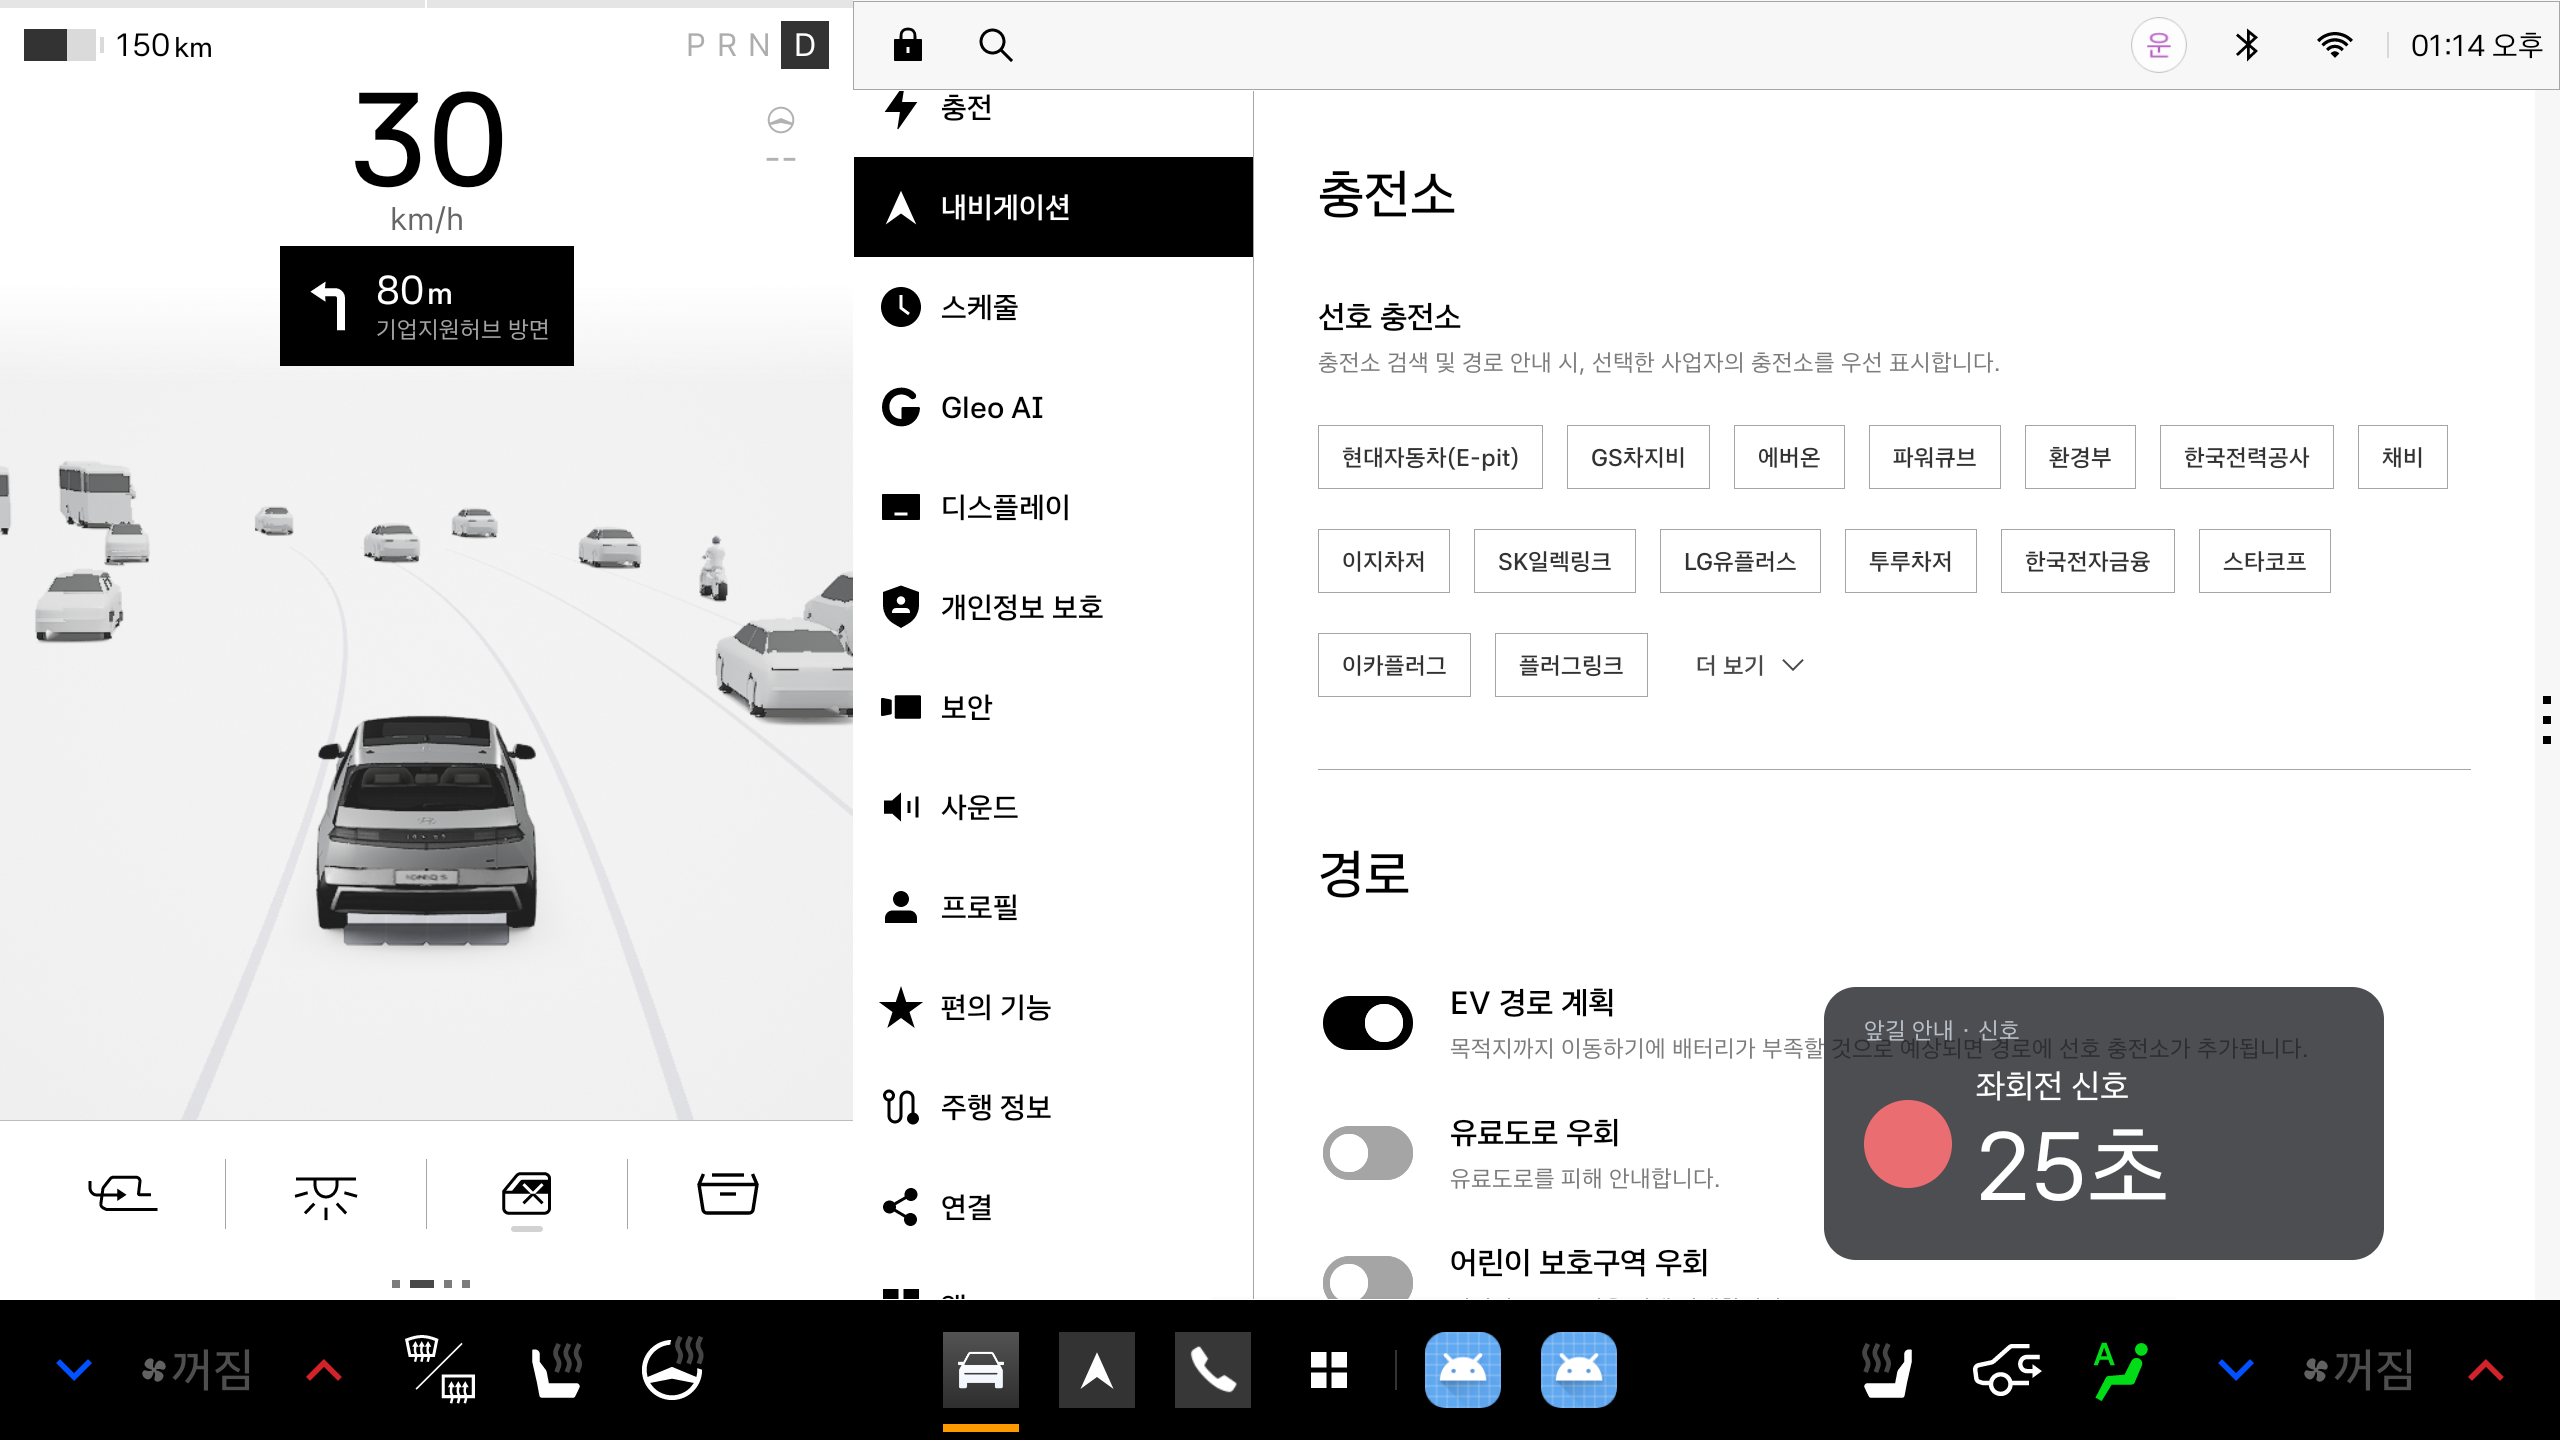 150 km
P R N D
30
km/h
80 m
기업지원허브 방면
운
01:14 오후
충전
내비게이션
스케줄
Gleo AI
디스플레이
개인정보 보호
보안
사운드
프로필
편의 기능
주행 정보
연결
충전소
선호 충전소
충전소 검색 및 경로 안내 시, 선택한 사업자의 충전소를 우선 표시합니다.
현대자동차(E-pit) GS차지비 에버온 파워큐브 환경부 한국전력공사 채비
이지차저 SK일렉링크 LG유플러스 투루차저 한국전자금융 스타코프
이카플러그 플러그링크 더 보기
경로
EV 경로 계획
목적지까지 이동하기에 배터리가 부족할 것으로 예상되면 경로에 선호 충전소가 추가됩니다.
유료도로 우회
유료도로를 피해 안내합니다.
어린이 보호구역 우회
앞길 안내 · 신호
좌회전 신호
25초
IONIQ 5
꺼짐
A
꺼짐